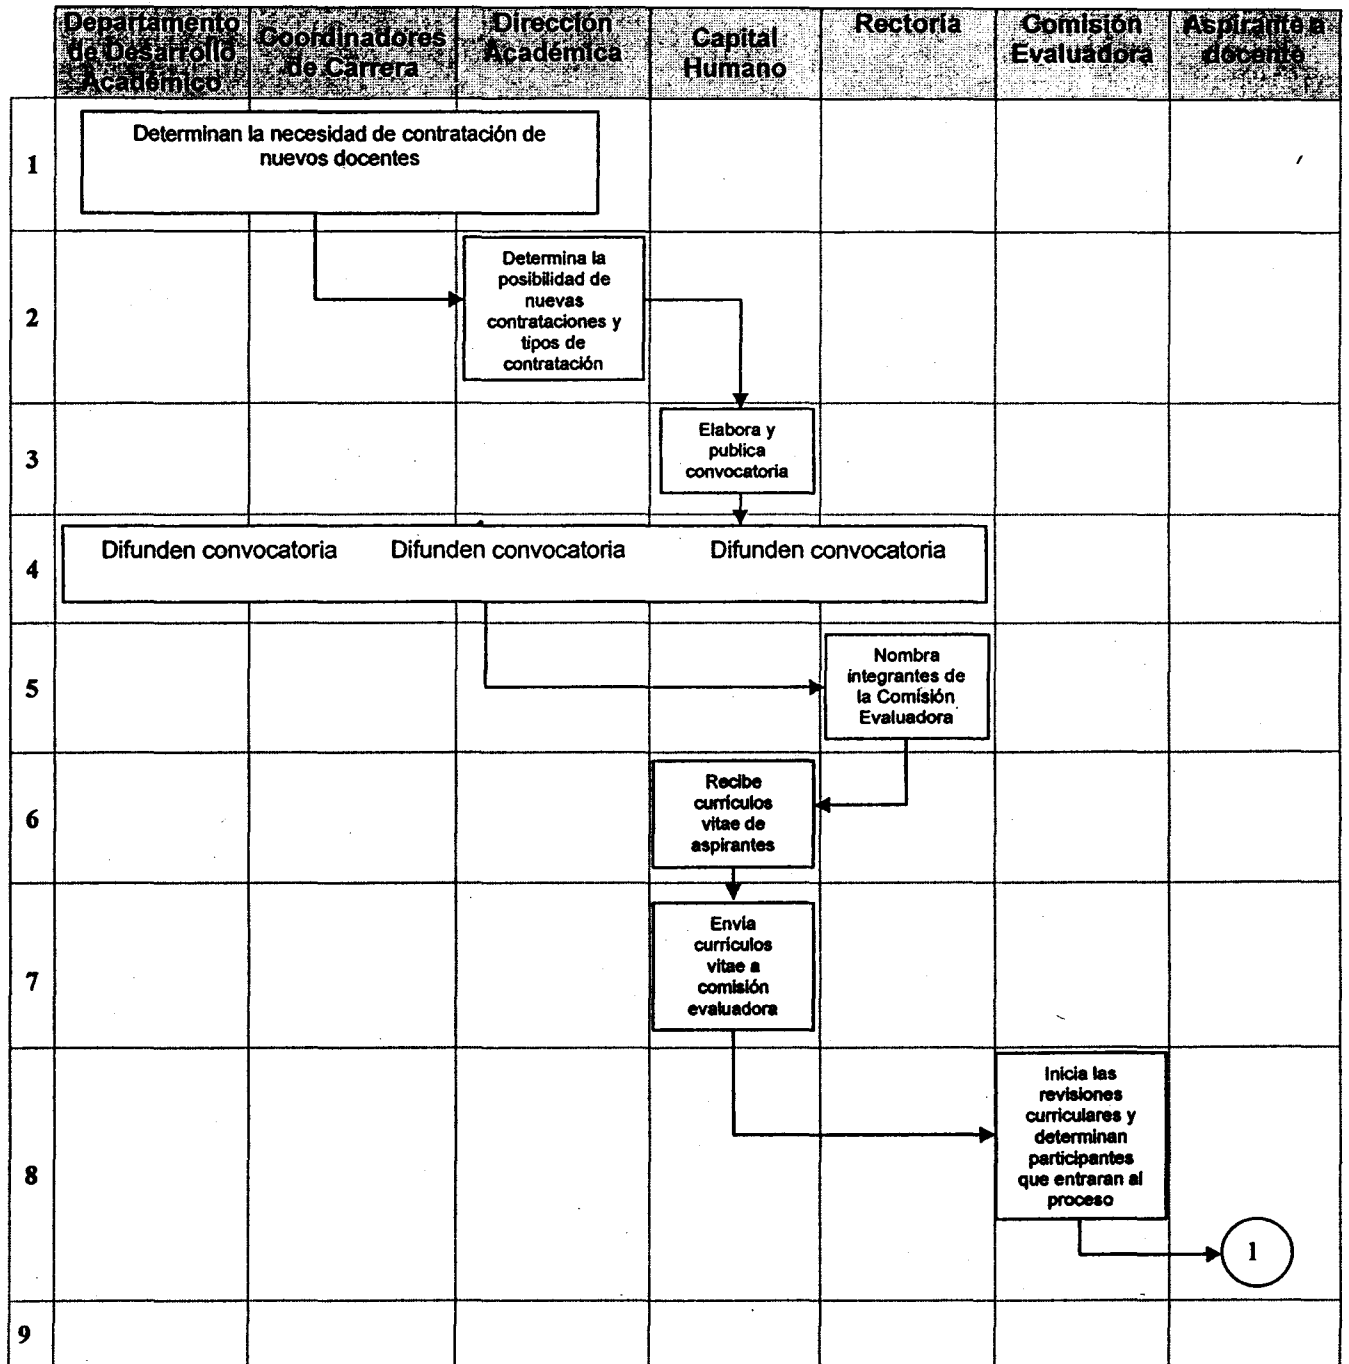 Departamento
de Desarrollo
Académico
Coordinadores
de Carrera
Dirección
Académica
Capital
Humano
Rectoría
Comisión
Evaluadora
Aspirante a
docente
1
Determinan la necesidad de contratación de
nuevos docentes
2
Determina la
posibilidad de
nuevas
contrataciones y
tipos de
contratación
3
Elabora y
publica
convocatoria
4
Difunden convocatoria Difunden convocatoria Difunden convocatoria
5
Nombra
integrantes de
la Comisión
Evaluadora
6
Recibe
currículos
vitae de
aspirantes
7
Envía
currículos
vitae a
comisión
evaluadora
8
Inicia las
revisiones
curriculares y
determinan
participantes
que entraran al
proceso
1
9